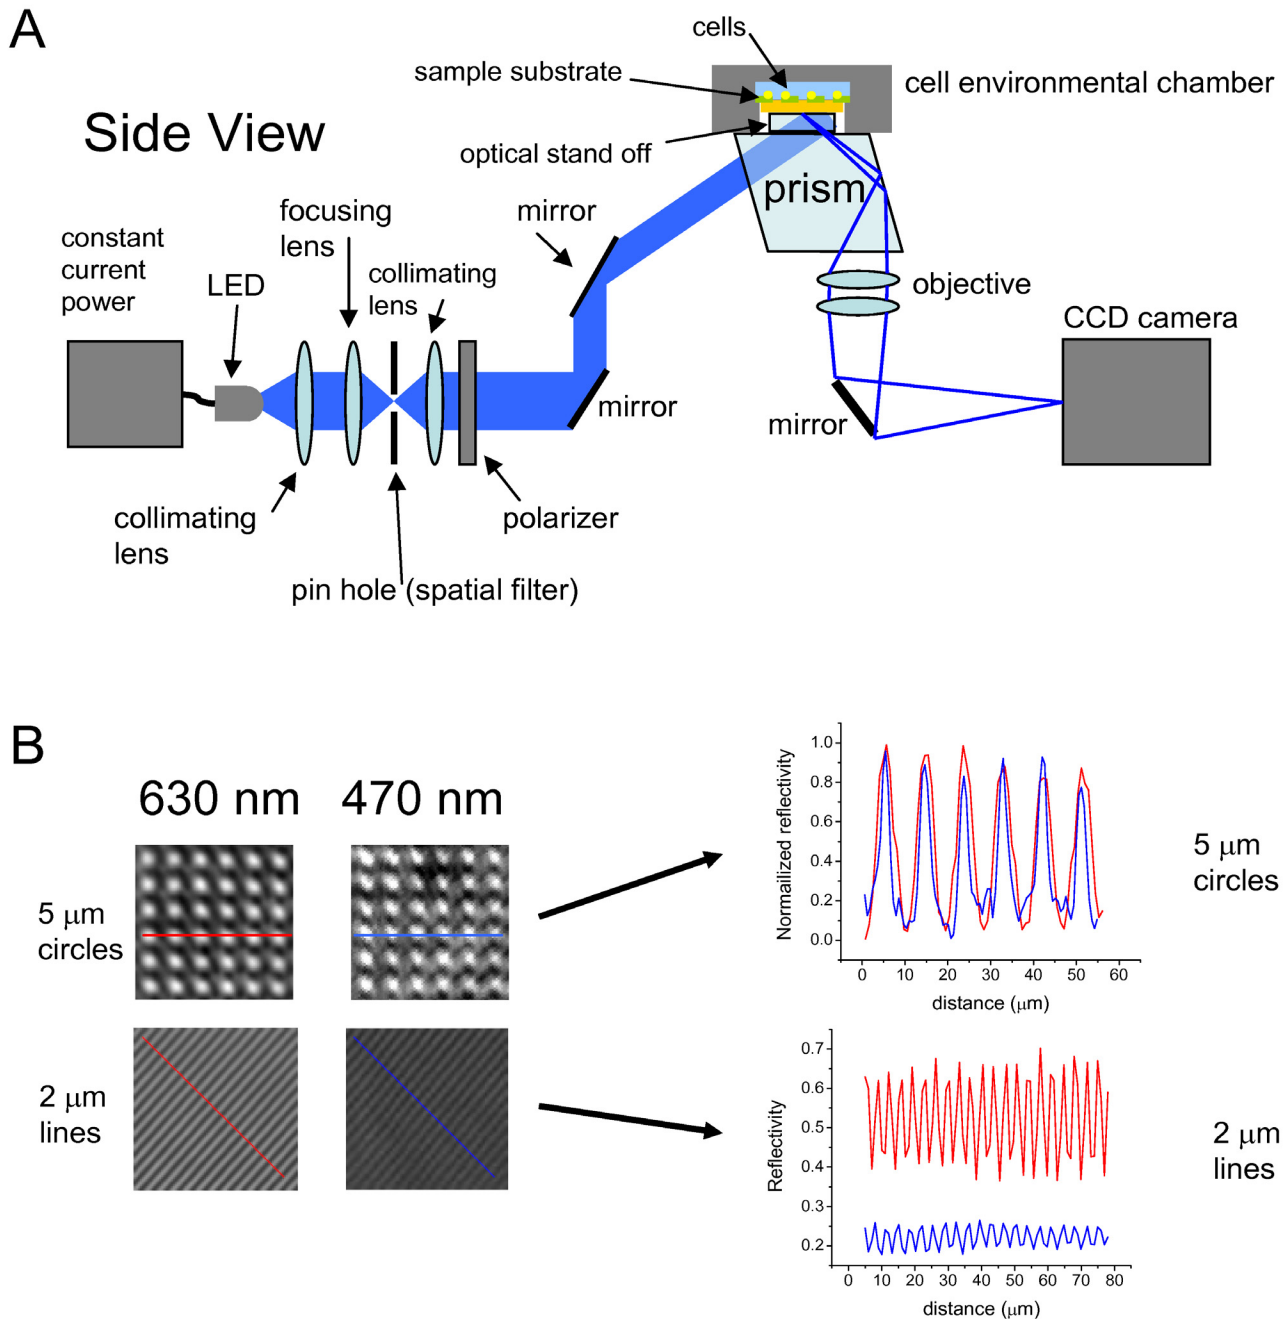 A
Side View
cells
sample substrate
cell environmental chamber
optical stand off
prism
mirror
focusing
lens
constant
current
power
LED
collimating
lens
objective
CCD camera
mirror
mirror
collimating
lens
polarizer
pin hole (spatial filter)
B
630 nm
470 nm
5 μm
circles
2 μm
lines
Normailized reflectivity
1.0
0.8
0.6
0.4
0.2
0.0
0 10 20 30 40 50 60
distance (μm)
5 μm
circles
Reflectivity
0.7
0.6
0.5
0.4
0.3
0.2
0 10 20 30 40 50 60 70 80
distance (μm)
2 μm
lines